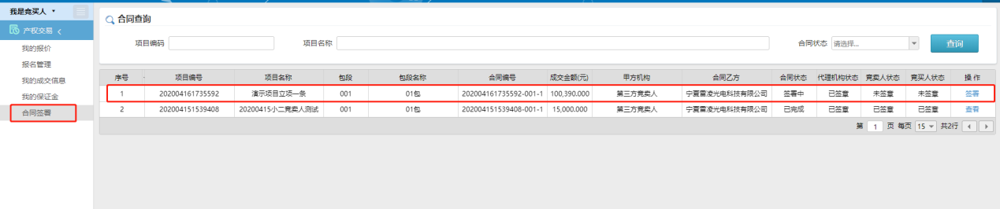 我是竞买人
合同查询
产权交易
项目编码 项目名称 合同状态 请选择... 查询
我的报价
报名管理
我的成交信息
我的保证金
合同签署
序号 项目编号 项目名称 包段 包段名称 合同编号 成交金额(元) 甲方机构 合同乙方 合同状态 代理机构状态 竞卖人状态 竞买人状态 操作
1 202004161735592 演示项目立项一条 001 01包 202004161735592-001-1 100,390.000 第三方竞卖人 宁夏雷凌光电科技有限公司 签署中 已签章 未签章 未签章 签署
2 202004151539408 20200415小二竞卖人测试 001 01包 202004151539408-001-1 15,000.000 第三方竞卖人 宁夏雷凌光电科技有限公司 已完成 已签章 已签章 已签章 查看
第 1 页 每页 15 共2行